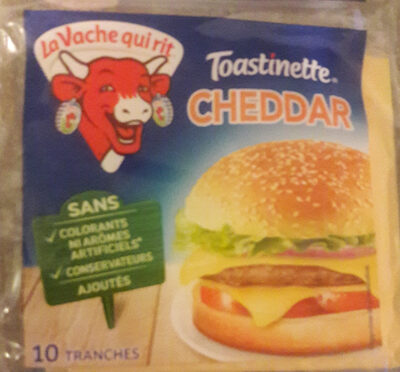 La Vache qui rit
Toastinette®
CHEDDAR
SANS
✓ COLORANTS
NI ARÔMES
ARTIFICIELS*
✓ CONSERVATEURS
AJOUTÉS
10 TRANCHES